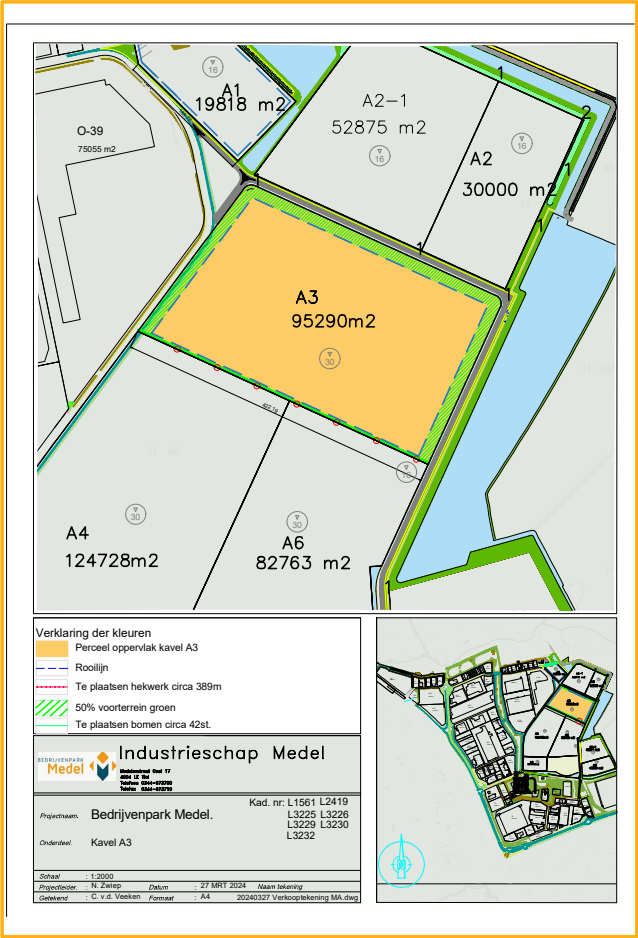 A1
19818 m2
16
A2-1
52875 m2
16
O-39
75055 m2
1
2
16
A2
30000 m2
1
1
1
1
1
A3
95290m2
30
16
30
30
A4
124728m2
A6
82763 m2
1
Verklaring der kleuren
Perceel oppervlak kavel A3
Rooilijn
Te plaatsen hekwerk circa 389m
50% voorterrein groen
Te plaatsen bomen circa 42st.
BEDRIJVENPARK
Medel
Industrieschap Medel
Kad. nr: L1561 L2419
L3225 L3226
L3229 L3230
L3232
Projectnaam. Bedrijvenpark Medel.
Onderdeel. Kavel A3
Schaal : 1:2000
Projectleider. : N. Zwiep Datum : 27 MRT 2024 Naam tekening
Getekend : C. v.d. Veeken Formaat : A4 20240327 Verkooptekening MA.dwg